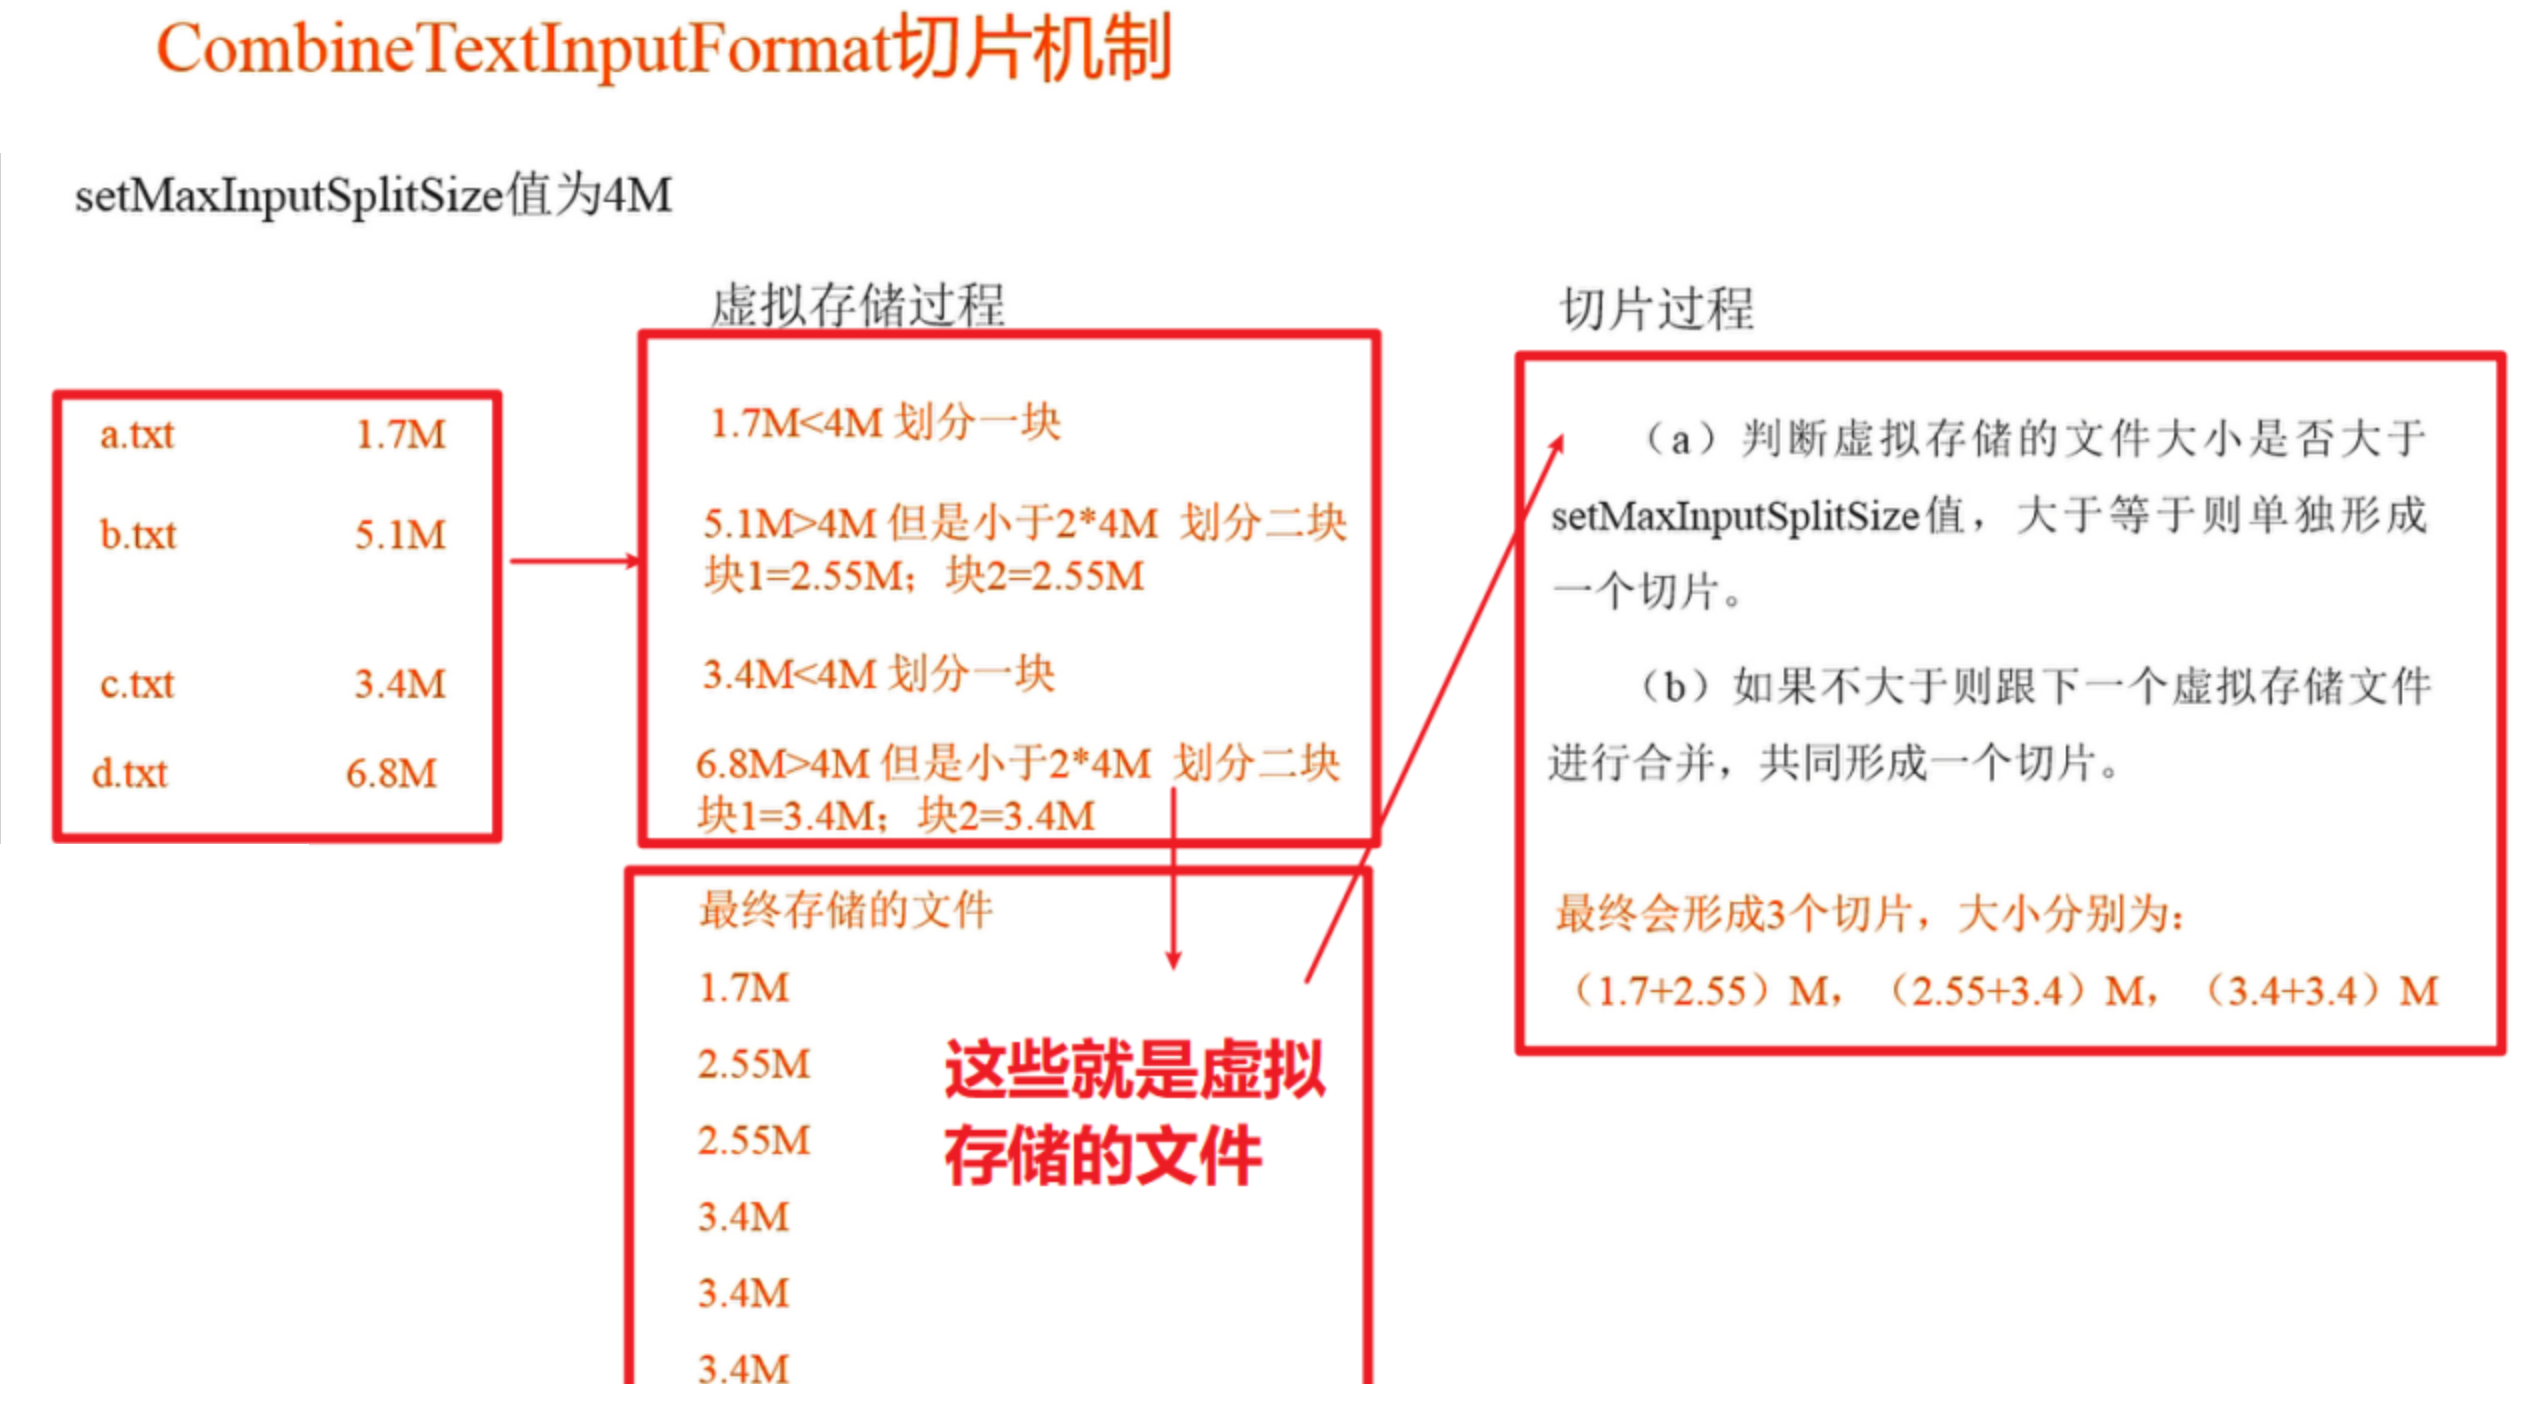 CombineTextInputFormat切片机制
setMaxInputSplitSize值为4M
a.txt 1.7M
b.txt 5.1M
c.txt 3.4M
d.txt 6.8M
虚拟存储过程
1.7M<4M 划分一块
5.1M>4M 但是小于2*4M 划分二块
块1=2.55M；块2=2.55M
3.4M<4M 划分一块
6.8M>4M 但是小于2*4M 划分二块
块1=3.4M；块2=3.4M
最终存储的文件
1.7M
2.55M
2.55M
3.4M
3.4M
3.4M
这些就是虚拟
存储的文件
切片过程
（a）判断虚拟存储的文件大小是否大于
setMaxInputSplitSize值，大于等于则单独形成
一个切片。
（b）如果不大于则跟下一个虚拟存储文件
进行合并，共同形成一个切片。
最终会形成3个切片，大小分别为：
（1.7+2.55）M，（2.55+3.4）M，（3.4+3.4）M